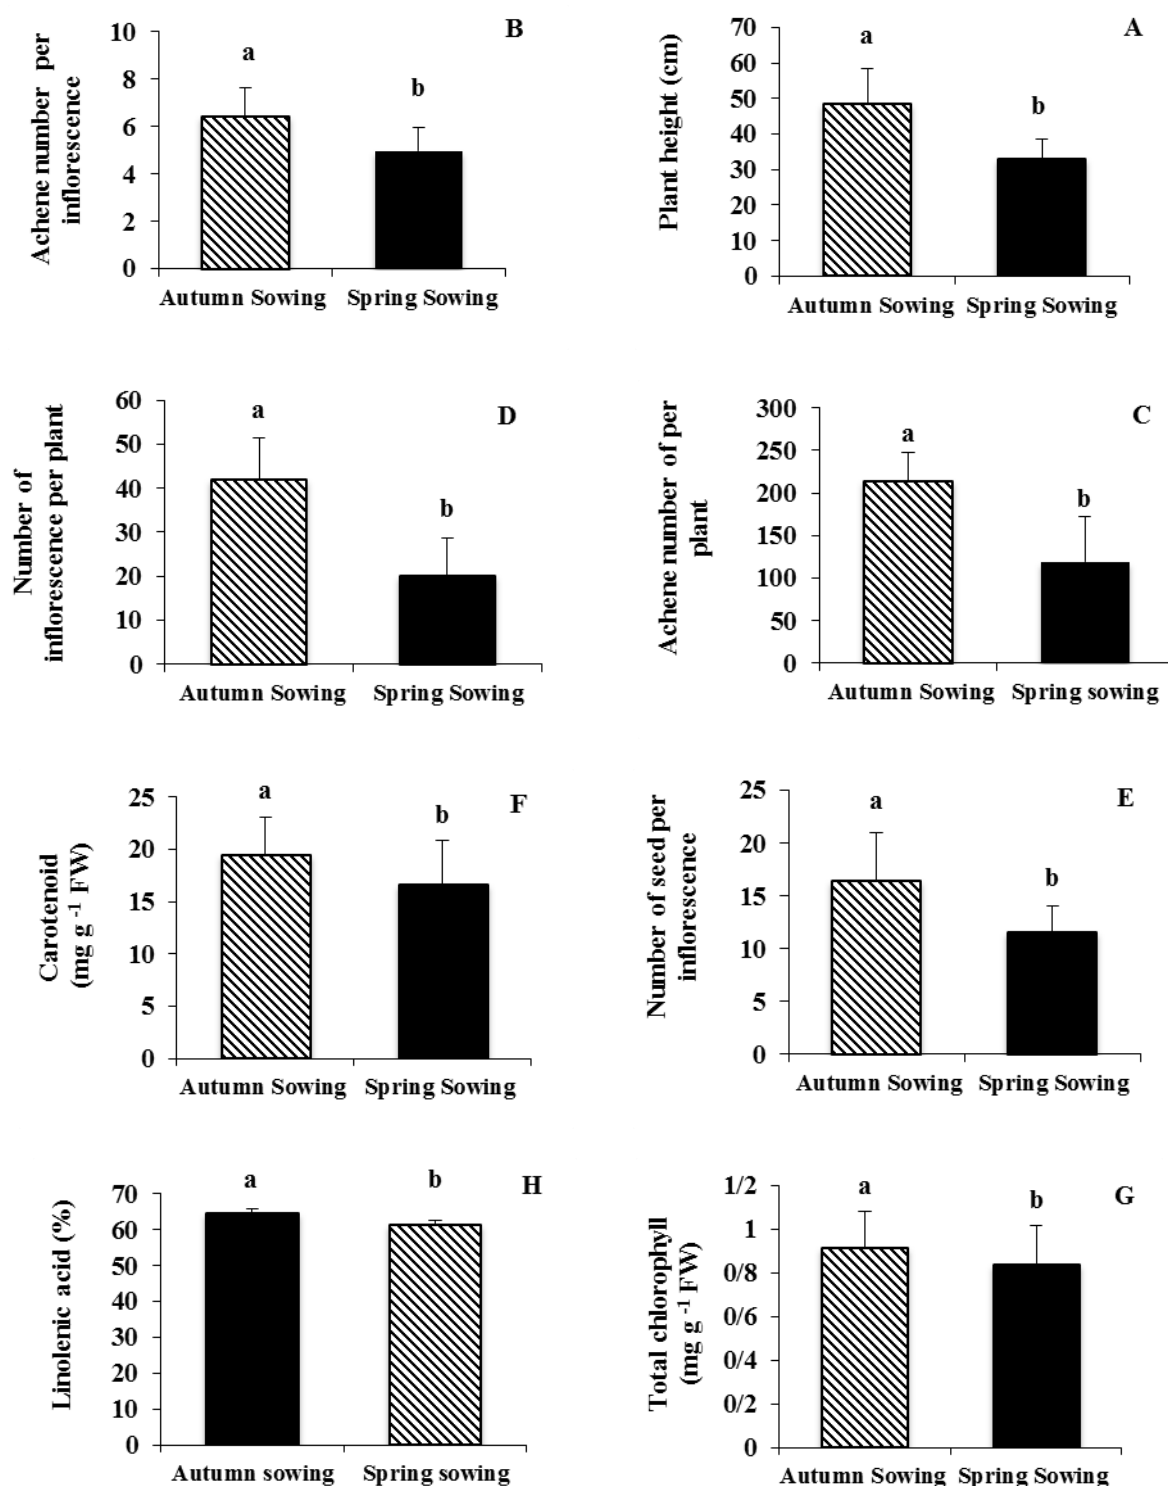 B
Achene number per
inflorescence
10
8
6
4
2
0
a
b
Autumn Sowing Spring Sowing
A
Plant height (cm)
70
60
50
40
30
20
10
0
a
b
Autumn Sowing Spring Sowing
D
Number of
inflorescence per plant
60
50
40
30
20
10
0
a
b
Autumn Sowing Spring Sowing
C
Achene number of per
plant
300
250
200
150
100
50
0
a
b
Autumn Sowing Spring sowing
F
Carotenoid
(mg g -1 FW)
25
20
15
10
5
0
a
b
Autumn Sowing Spring Sowing
E
Number of seed per
inflorescence
25
20
15
10
5
0
a
b
Autumn Sowing Spring Sowing
H
Linolenic acid (%)
70
60
50
40
30
20
10
0
a
b
Autumn sowing Spring sowing
G
Total chlorophyll
(mg g -1 FW)
1/2
1
0/8
0/6
0/4
0/2
0
a
b
Autumn Sowing Spring Sowing